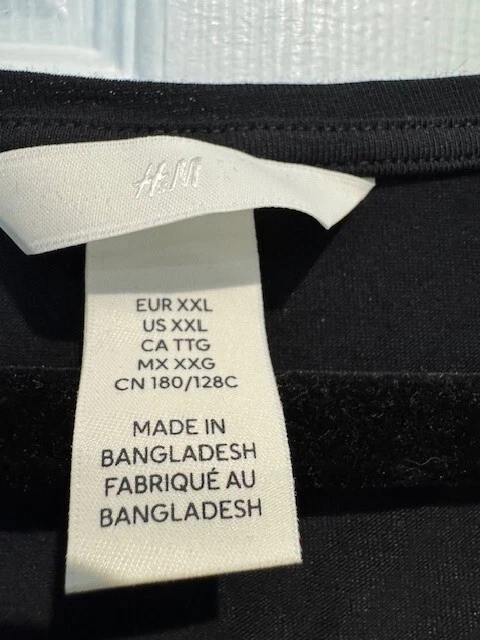 H&M
EUR XXL
US XXL
CA TTG
MX XXG
CN 180/128C
MADE IN
BANGLADESH
FABRIQUÉ AU
BANGLADESH